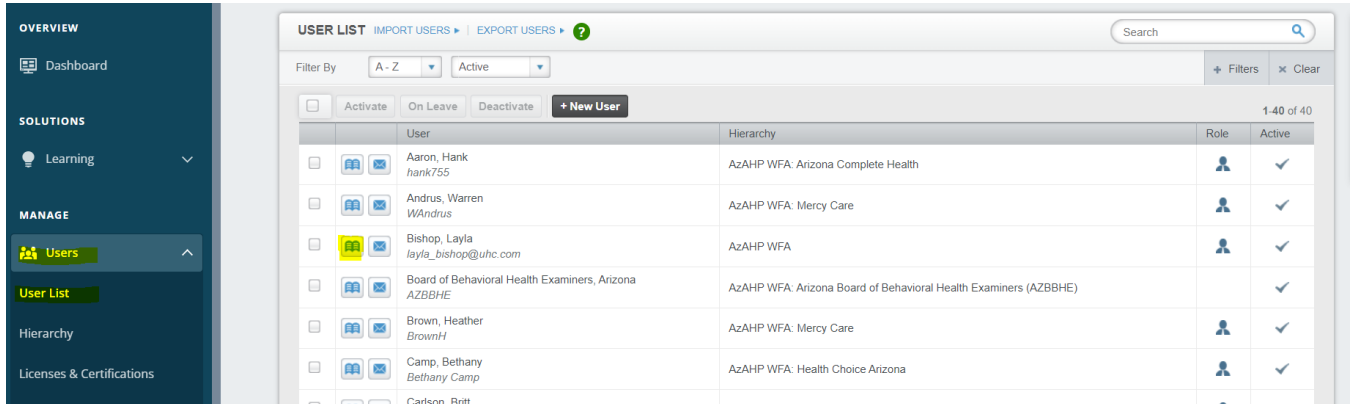 OVERVIEW
Dashboard
SOLUTIONS
Learning
MANAGE
Users
User List
Hierarchy
Licenses & Certifications
USER LIST IMPORT USERS | EXPORT USERS ?
Search
Filter By A - Z Active + Filters × Clear
Activate On Leave Deactivate + New User 1-40 of 40
User Hierarchy Role Active
Aaron, Hank
hank755
AzAHP WFA: Arizona Complete Health
Andrus, Warren
WAndrus
AzAHP WFA: Mercy Care
Bishop, Layla
layla_bishop@uhc.com
AzAHP WFA
Board of Behavioral Health Examiners, Arizona
AZBBHE
AzAHP WFA: Arizona Board of Behavioral Health Examiners (AZBBHE)
Brown, Heather
BrownH
AzAHP WFA: Mercy Care
Camp, Bethany
Bethany Camp
AzAHP WFA: Health Choice Arizona
Carlson, Britt